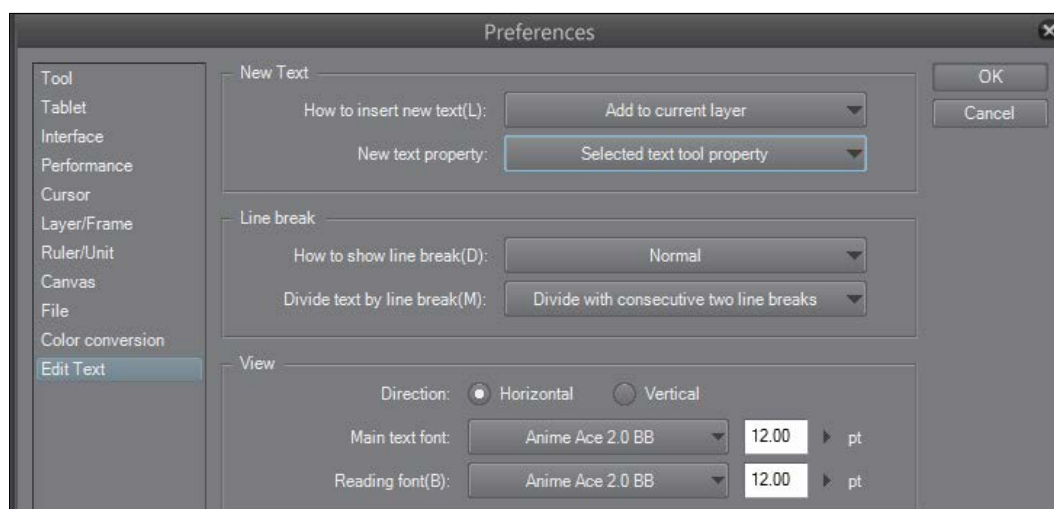 Preferences
Tool
Tablet
Interface
Performance
Cursor
Layer/Frame
Ruler/Unit
Canvas
File
Color conversion
Edit Text
New Text
How to insert new text(L): Add to current layer
New text property: Selected text tool property
Line break
How to show line break(D): Normal
Divide text by line break(M): Divide with consecutive two line breaks
View
Direction: Horizontal Vertical
Main text font: Anime Ace 2.0 BB 12.00 pt
Reading font(B): Anime Ace 2.0 BB 12.00 pt
OK
Cancel